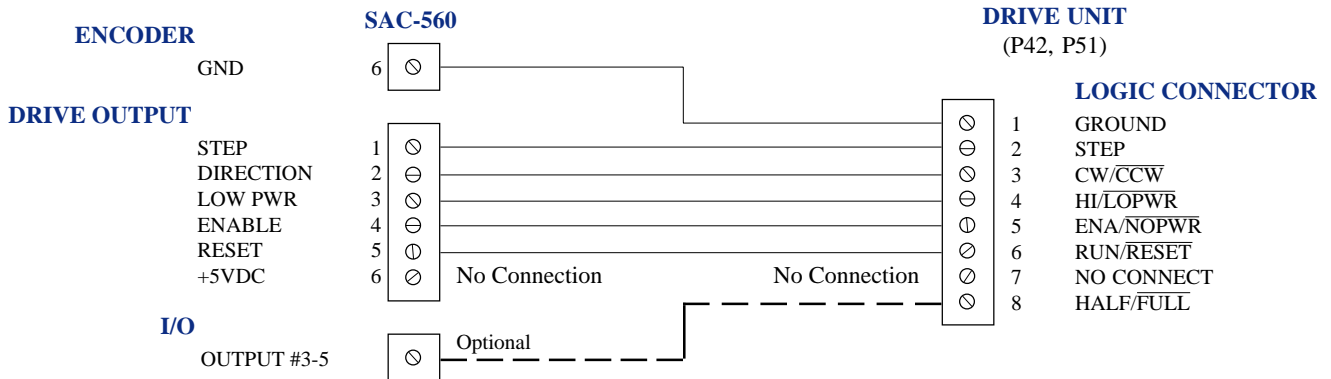 SAC-560
DRIVE UNIT
ENCODER
(P42, P51)
GND 6
LOGIC CONNECTOR
DRIVE OUTPUT
1 GROUND
STEP 1
2 STEP
DIRECTION 2
3 CW/CCW
LOW PWR 3
4 HI/LOPWR
ENABLE 4
5 ENA/NOPWR
RESET 5
6 RUN/RESET
+5VDC 6 No Connection
No Connection 7 NO CONNECT
8 HALF/FULL
I/O
Optional
OUTPUT #3-5